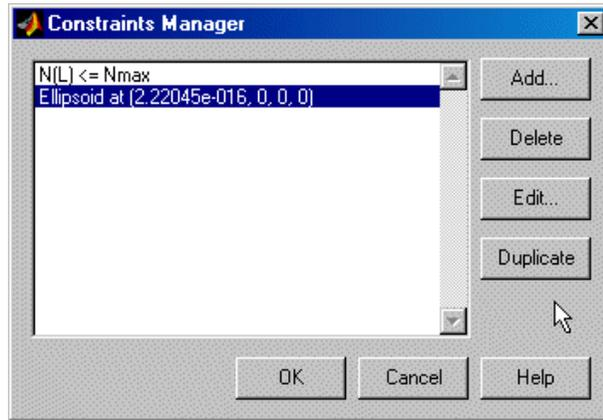 Constraints Manager
N(L) <= Nmax
Ellipsoid at (2.22045e-016, 0, 0, 0)
Add...
Delete
Edit...
Duplicate
OK
Cancel
Help